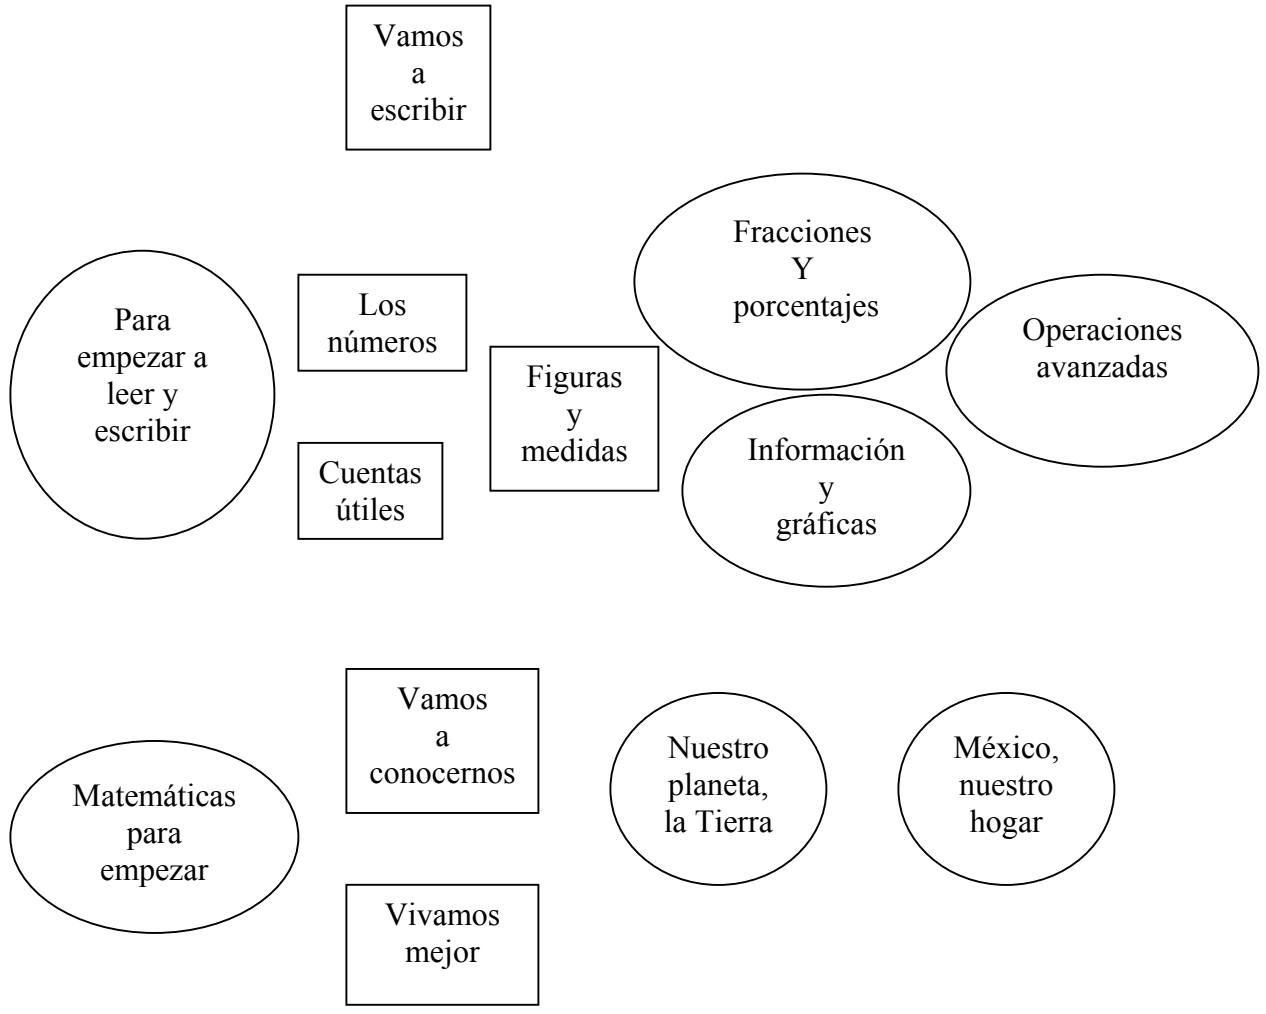 Vamos
a
escribir
Para
empezar a
leer y
escribir
Los
números
Cuentas
útiles
Figuras
y
medidas
Fracciones
Y
porcentajes
Información
y
gráficas
Operaciones
avanzadas
Matemáticas
para
empezar
Vamos
a
conocernos
Vivamos
mejor
Nuestro
planeta,
la Tierra
México,
nuestro
hogar